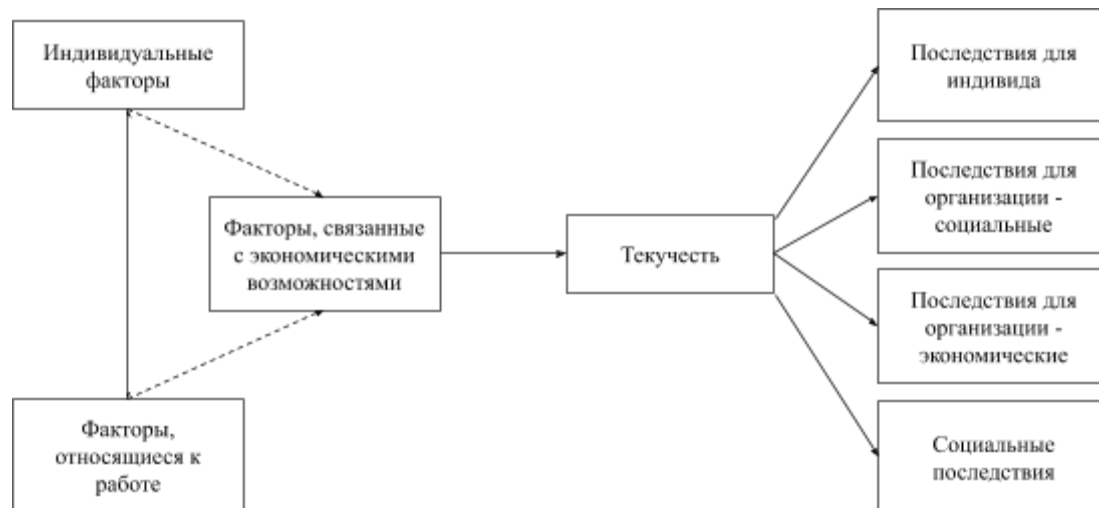 Индивидуальные
факторы
Факторы, связанные
с экономическими
возможностями
Факторы,
относящиеся к
работе
Текучесть
Последствия для
индивида
Последствия для
организации -
социальные
Последствия для
организации -
экономические
Социальные
последствия